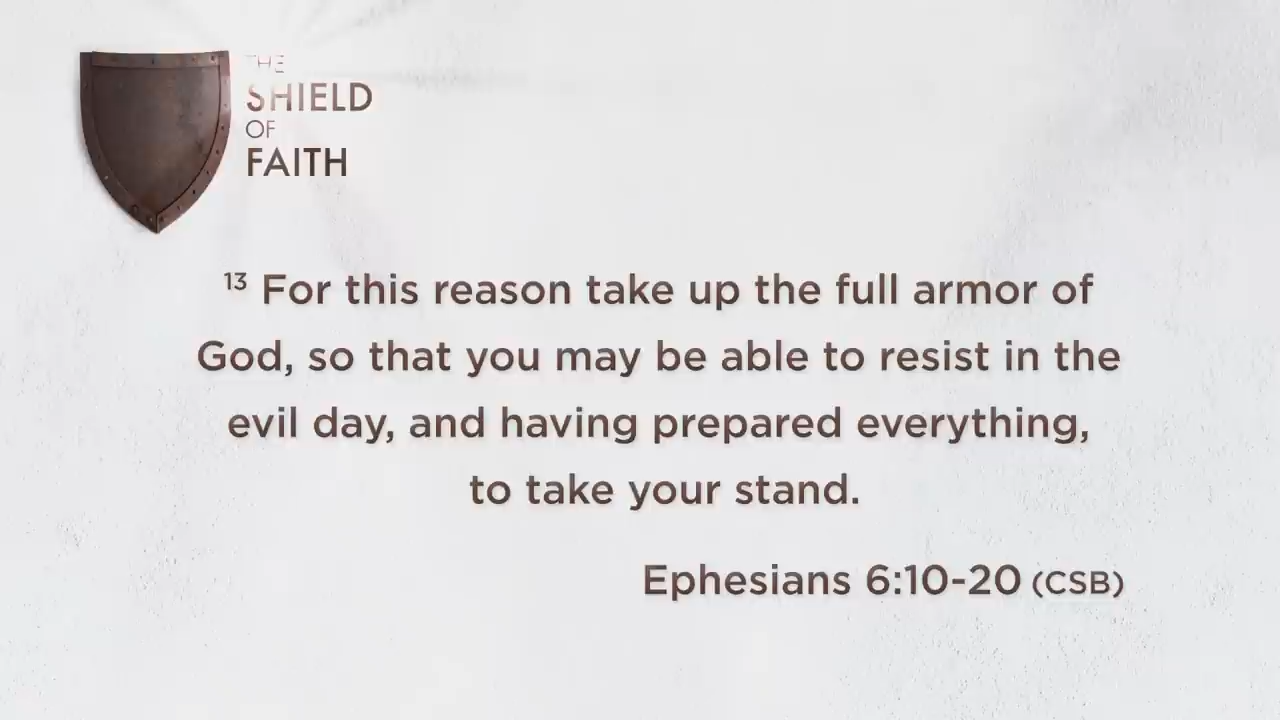 THE
SHIELD
OF
FAITH
13 For this reason take up the full armor of
God, so that you may be able to resist in the
evil day, and having prepared everything,
to take your stand.
Ephesians 6:10-20 (CSB)